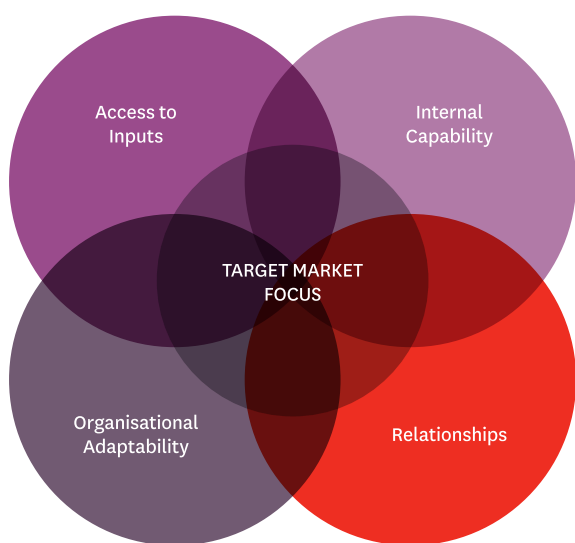 Access to
Inputs
Internal
Capability
TARGET MARKET
FOCUS
Organisational
Adaptability
Relationships